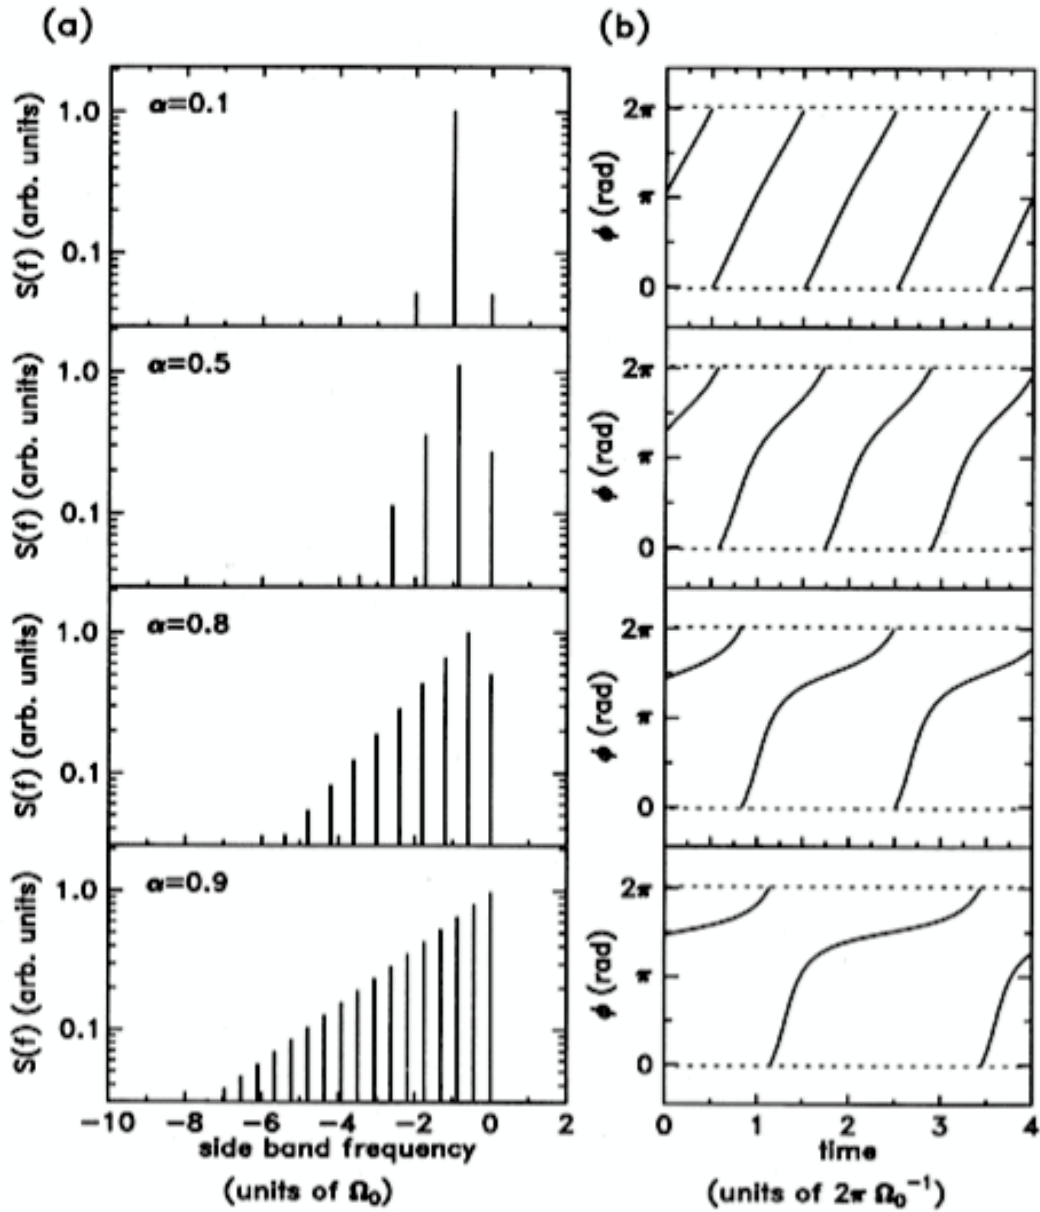 (a)
(b)
α=0.1
S(f) (arb. units)
1.0
0.1
ϕ (rad)
2π
π
0
α=0.5
S(f) (arb. units)
1.0
0.1
ϕ (rad)
2π
π
0
α=0.8
S(f) (arb. units)
1.0
0.1
ϕ (rad)
2π
π
0
α=0.9
S(f) (arb. units)
1.0
0.1
ϕ (rad)
2π
π
0
−10 −8 −6 −4 −2 0 2
side band frequency
(units of Ω₀)
0 1 2 3 4
time
(units of 2π Ω₀⁻¹)